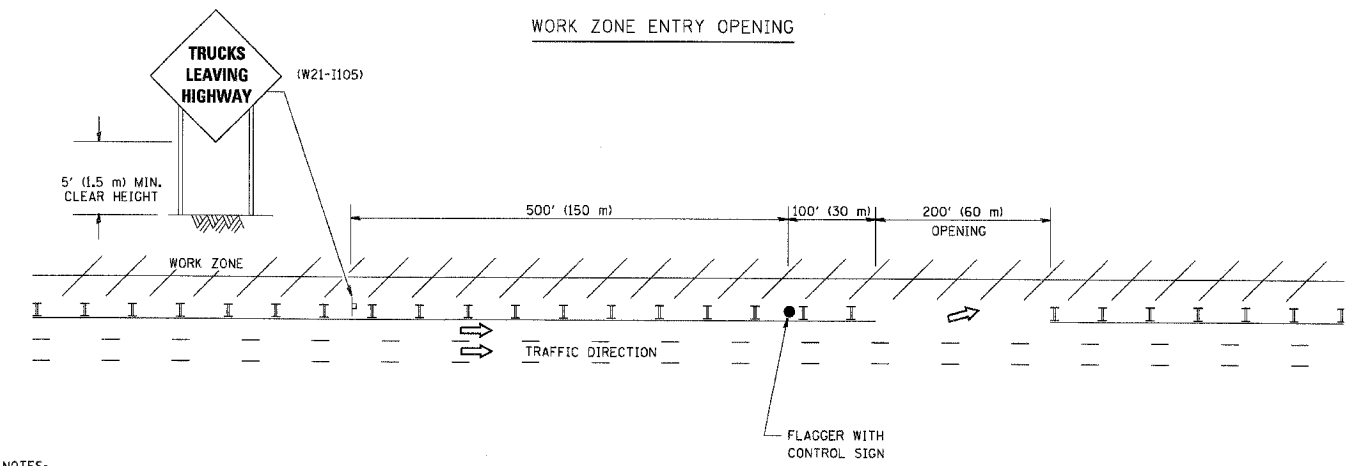 WORK ZONE ENTRY OPENING
TRUCKS
LEAVING
HIGHWAY
(W21-I105)
5' (1.5 m) MIN.
CLEAR HEIGHT
500' (150 m)
100' (30 m)
200' (60 m)
OPENING
WORK ZONE
TRAFFIC DIRECTION
FLAGGER WITH
CONTROL SIGN
NOTES: